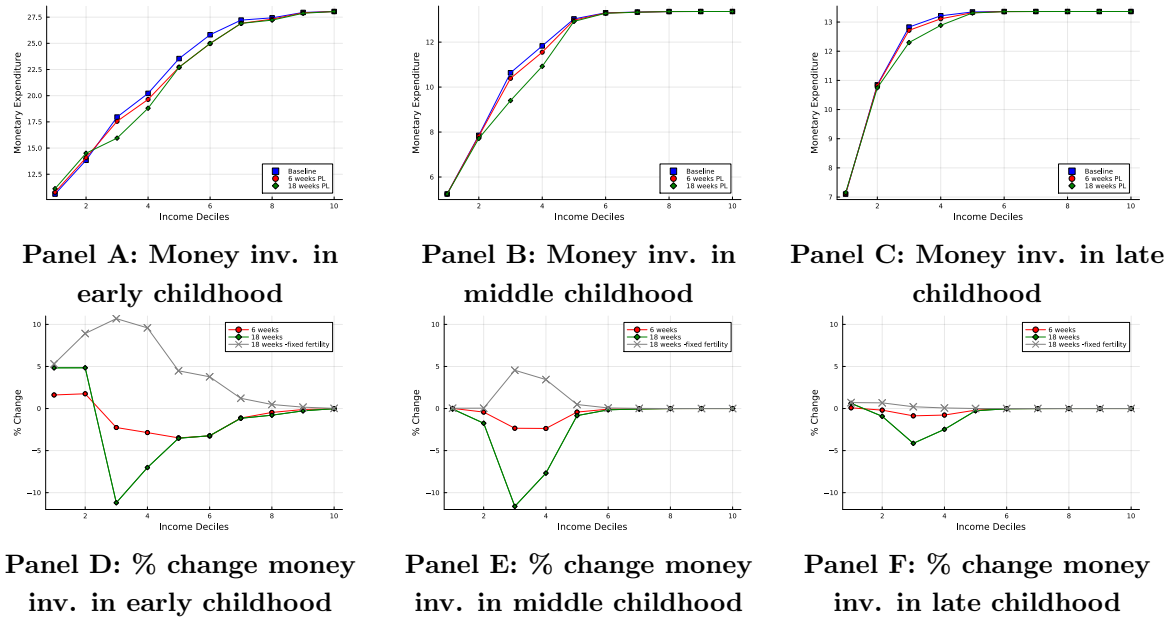 27.5
25.0
22.5
20.0
17.5
15.0
12.5
Monetary Expenditure
Baseline
6 weeks PL
18 weeks PL
2 4 6 8 10
Income Deciles
Panel A: Money inv. in
early childhood
12
10
8
6
Monetary Expenditure
Baseline
6 weeks PL
18 weeks PL
2 4 6 8 10
Income Deciles
Panel B: Money inv. in
middle childhood
13
12
11
10
9
8
7
Monetary Expenditure
Baseline
6 weeks PL
18 weeks PL
2 4 6 8 10
Income Deciles
Panel C: Money inv. in late
childhood
10
5
0
−5
−10
% Change
6 weeks
18 weeks
18 weeks -fixed fertility
2 4 6 8 10
Income Deciles
Panel D: % change money
inv. in early childhood
10
5
0
−5
−10
% Change
6 weeks
18 weeks
18 weeks -fixed fertility
2 4 6 8 10
Income Deciles
Panel E: % change money
inv. in middle childhood
10
5
0
−5
−10
% Change
6 weeks
18 weeks
18 weeks -fixed fertility
2 4 6 8 10
Income Deciles
Panel F: % change money
inv. in late childhood